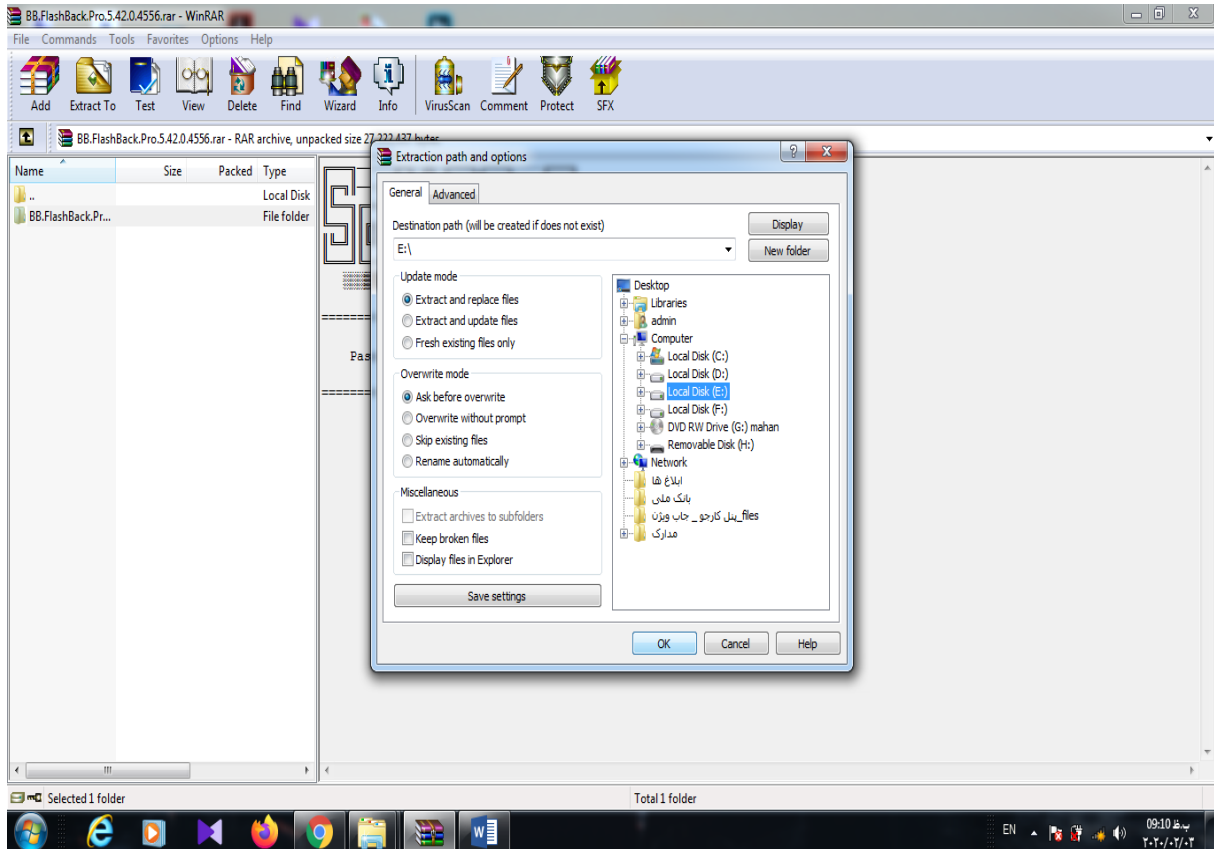 BB.FlashBack.Pro.5.42.0.4556.rar - WinRAR
File Commands Tools Favorites Options Help
Add Extract To Test View Delete Find Wizard Info VirusScan Comment Protect SFX
BB.FlashBack.Pro.5.42.0.4556.rar - RAR archive, unpacked size 27,222,437 bytes
Name Size Packed Type
.. Local Disk
BB.FlashBack.Pr... File folder
Pas
Extraction path and options
General Advanced
Destination path (will be created if does not exist)
Display
E:\
New folder
Update mode
Extract and replace files
Extract and update files
Fresh existing files only
Overwrite mode
Ask before overwrite
Overwrite without prompt
Skip existing files
Rename automatically
Miscellaneous
Extract archives to subfolders
Keep broken files
Display files in Explorer
Save settings
Desktop
Libraries
admin
Computer
Local Disk (C:)
Local Disk (D:)
Local Disk (E:)
Local Disk (F:)
DVD RW Drive (G:) mahan
Removable Disk (H:)
Network
ابلاغ ها
بانک ملی
پنل کارجو _ جاب ویژن_files
مدارک
OK Cancel Help
Selected 1 folder
Total 1 folder
EN
09:10 ب.ظ
۲۰۲۰/۰۲/۰۳